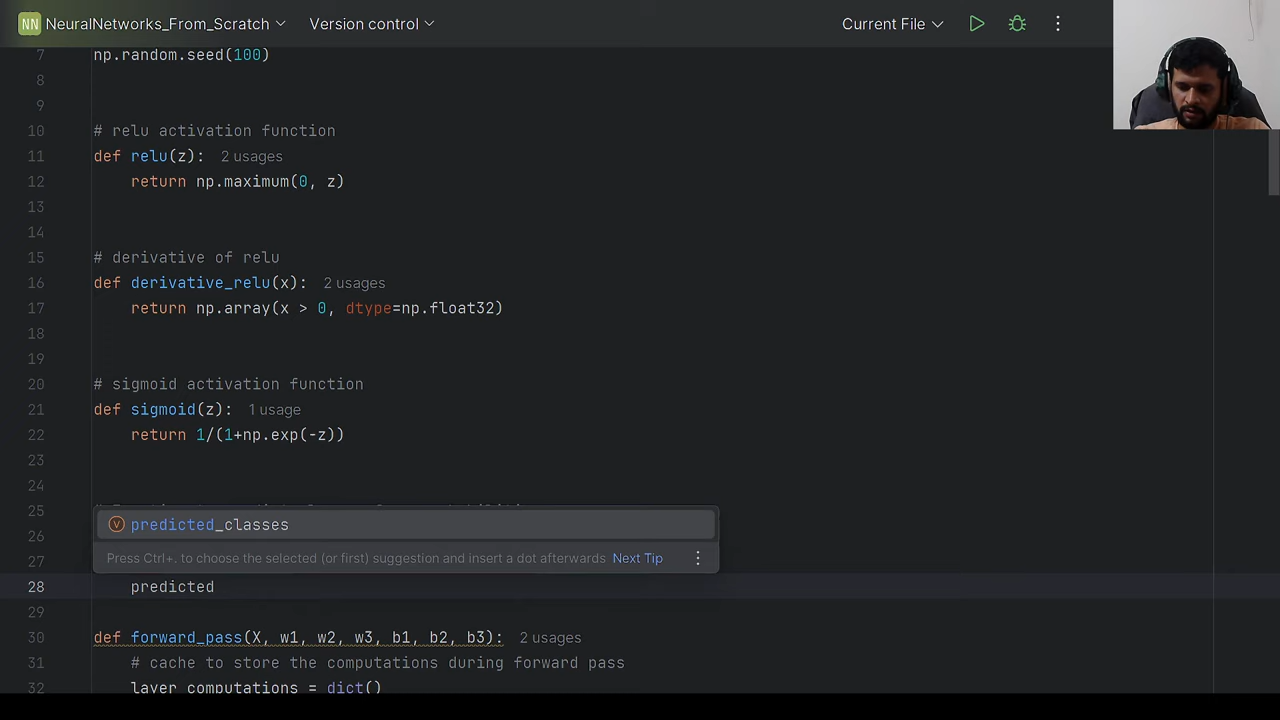 NN NeuralNetworks_From_Scratch Version control Current File
7 np.random.seed(100)
8
9
10 # relu activation function
11 def relu(z): 2 usages
12 return np.maximum(0, z)
13
14
15 # derivative of relu
16 def derivative_relu(x): 2 usages
17 return np.array(x > 0, dtype=np.float32)
18
19
20 # sigmoid activation function
21 def sigmoid(z): 1 usage
22 return 1/(1+np.exp(-z))
23
24
25
V predicted_classes
26
Press Ctrl+. to choose the selected (or first) suggestion and insert a dot afterwards Next Tip
27
28 predicted
29
30 def forward_pass(X, w1, w2, w3, b1, b2, b3): 2 usages
31 # cache to store the computations during forward pass
32 layer_computations = dict()